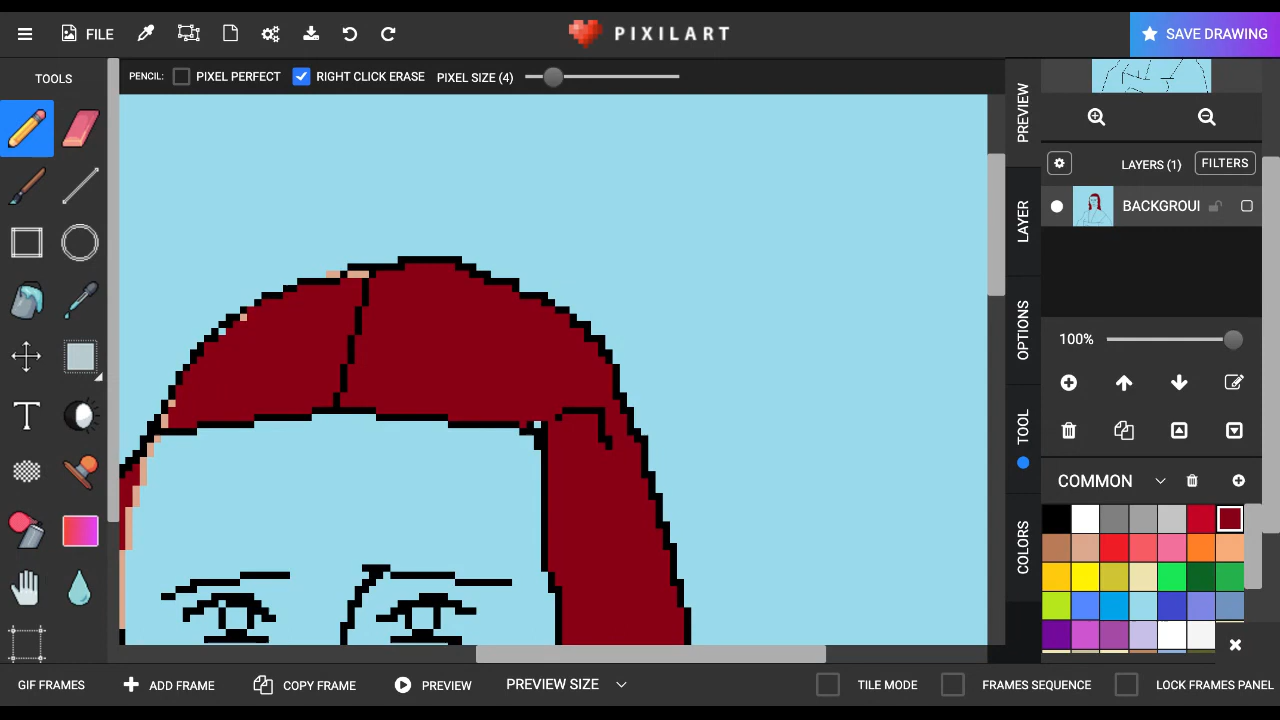 FILE
PIXILART
SAVE DRAWING
TOOLS
PENCIL:
PIXEL PERFECT
RIGHT CLICK ERASE
PIXEL SIZE (4)
PREVIEW
LAYER
OPTIONS
TOOL
COLORS
LAYERS (1)
FILTERS
BACKGROUI
100%
COMMON
GIF FRAMES
ADD FRAME
COPY FRAME
PREVIEW
PREVIEW SIZE
TILE MODE
FRAMES SEQUENCE
LOCK FRAMES PANEL